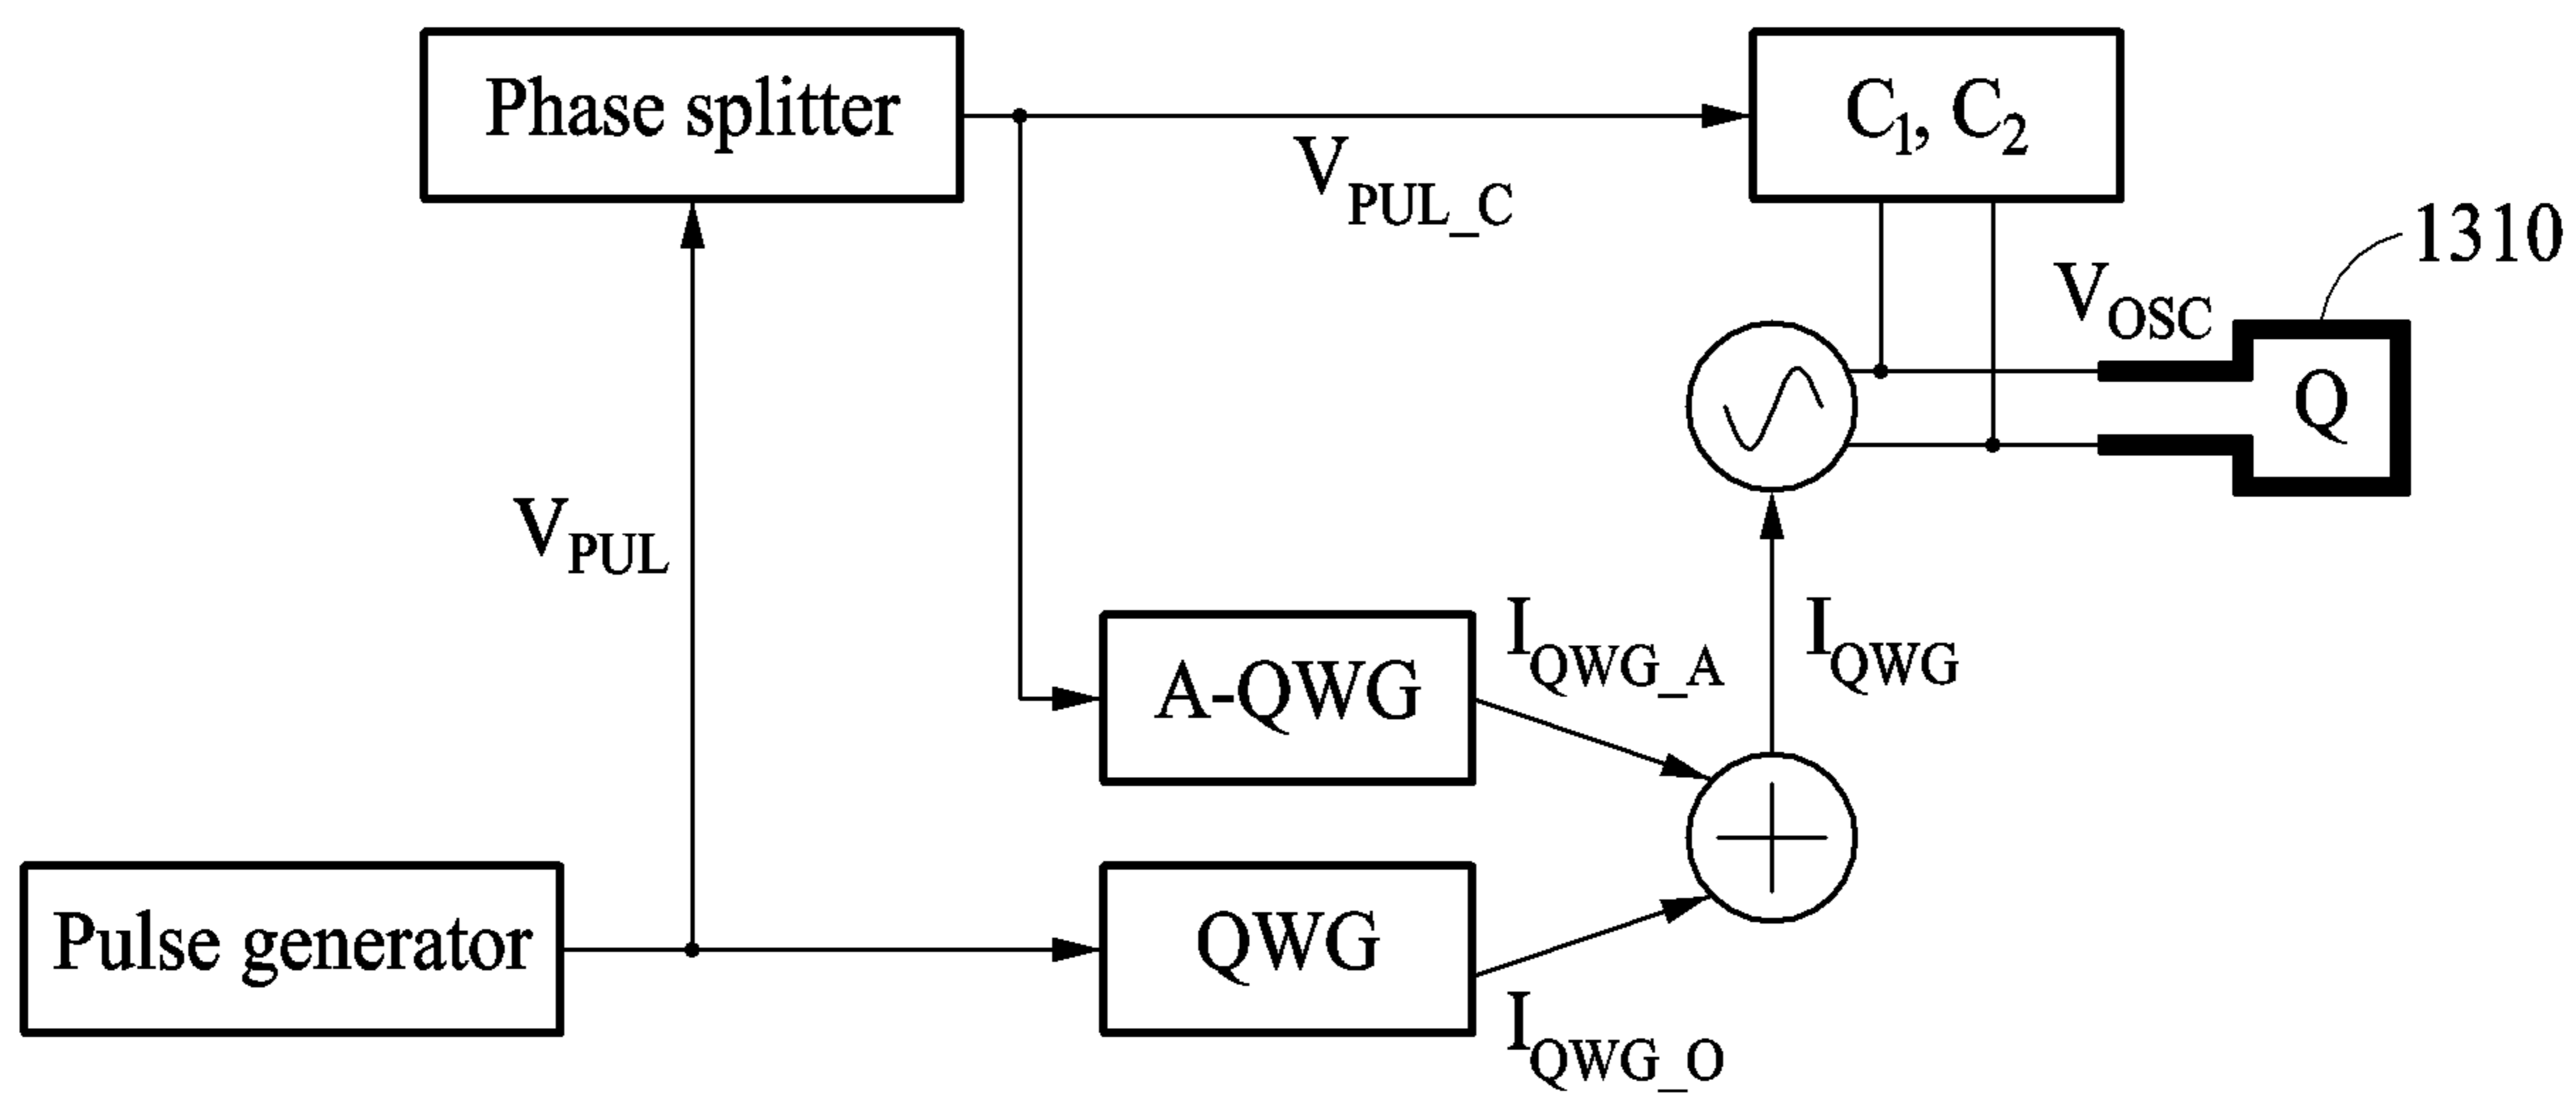 Phase splitter
C1, C2
VPUL_C
1310
VOSC
Q
VPUL
IQWG_A
IQWG
A-QWG
Pulse generator
QWG
IQWG_O